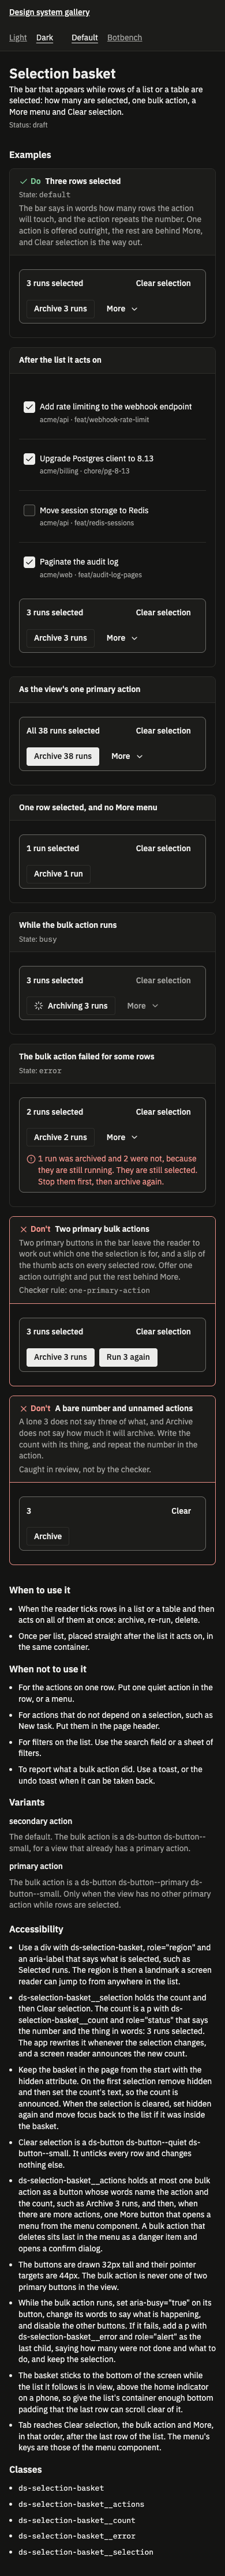 Design system gallery
Light Dark Default Botbench
Selection basket
The bar that appears while rows of a list or a table are
selected: how many are selected, one bulk action, a
More menu and Clear selection.
Status: draft
Examples
Do Three rows selected
State: default
The bar says in words how many rows the action
will touch, and the action repeats the number. One
action is offered outright, the rest are behind More,
and Clear selection is the way out.
3 runs selected Clear selection
Archive 3 runs More
After the list it acts on
Add rate limiting to the webhook endpoint
acme/api · feat/webhook-rate-limit
Upgrade Postgres client to 8.13
acme/billing · chore/pg-8-13
Move session storage to Redis
acme/api · feat/redis-sessions
Paginate the audit log
acme/web · feat/audit-log-pages
3 runs selected Clear selection
Archive 3 runs More
As the view's one primary action
All 38 runs selected Clear selection
Archive 38 runs More
One row selected, and no More menu
1 run selected Clear selection
Archive 1 run
While the bulk action runs
State: busy
3 runs selected Clear selection
Archiving 3 runs More
The bulk action failed for some rows
State: error
2 runs selected Clear selection
Archive 2 runs More
1 run was archived and 2 were not, because
they are still running. They are still selected.
Stop them first, then archive again.
Don't Two primary bulk actions
Two primary buttons in the bar leave the reader to
work out which one the selection is for, and a slip of
the thumb acts on every selected row. Offer one
action outright and put the rest behind More.
Checker rule: one-primary-action
3 runs selected Clear selection
Archive 3 runs Run 3 again
Don't A bare number and unnamed actions
A lone 3 does not say three of what, and Archive
does not say how much it will archive. Write the
count with its thing, and repeat the number in the
action.
Caught in review, not by the checker.
3 Clear
Archive
When to use it
When the reader ticks rows in a list or a table and then
acts on all of them at once: archive, re-run, delete.
Once per list, placed straight after the list it acts on, in
the same container.
When not to use it
For the actions on one row. Put one quiet action in the
row, or a menu.
For actions that do not depend on a selection, such as
New task. Put them in the page header.
For filters on the list. Use the search field or a sheet of
filters.
To report what a bulk action did. Use a toast, or the
undo toast when it can be taken back.
Variants
secondary action
The default. The bulk action is a ds-button ds-button--
small, for a view that already has a primary action.
primary action
The bulk action is a ds-button ds-button--primary ds-
button--small. Only when the view has no other primary
action while rows are selected.
Accessibility
Use a div with ds-selection-basket, role="region" and
an aria-label that says what is selected, such as
Selected runs. The region is then a landmark a screen
reader can jump to from anywhere in the list.
ds-selection-basket__selection holds the count and
then Clear selection. The count is a p with ds-
selection-basket__count and role="status" that says
the number and the thing in words: 3 runs selected.
The app rewrites it whenever the selection changes,
and a screen reader announces the new count.
Keep the basket in the page from the start with the
hidden attribute. On the first selection remove hidden
and then set the count's text, so the count is
announced. When the selection is cleared, set hidden
again and move focus back to the list if it was inside
the basket.
Clear selection is a ds-button ds-button--quiet ds-
button--small. It unticks every row and changes
nothing else.
ds-selection-basket__actions holds at most one bulk
action as a button whose words name the action and
the count, such as Archive 3 runs, and then, when
there are more actions, one More button that opens a
menu from the menu component. A bulk action that
deletes sits last in the menu as a danger item and
opens a confirm dialog.
The buttons are drawn 32px tall and their pointer
targets are 44px. The bulk action is never one of two
primary buttons in the view.
While the bulk action runs, set aria-busy="true" on its
button, change its words to say what is happening,
and disable the other buttons. If it fails, add a p with
ds-selection-basket__error and role="alert" as the
last child, saying how many were not done and what to
do, and keep the selection.
The basket sticks to the bottom of the screen while
the list it follows is in view, above the home indicator
on a phone, so give the list's container enough bottom
padding that the last row can scroll clear of it.
Tab reaches Clear selection, the bulk action and More,
in that order, after the last row of the list. The menu's
keys are those of the menu component.
Classes
ds-selection-basket
ds-selection-basket__actions
ds-selection-basket__count
ds-selection-basket__error
ds-selection-basket__selection